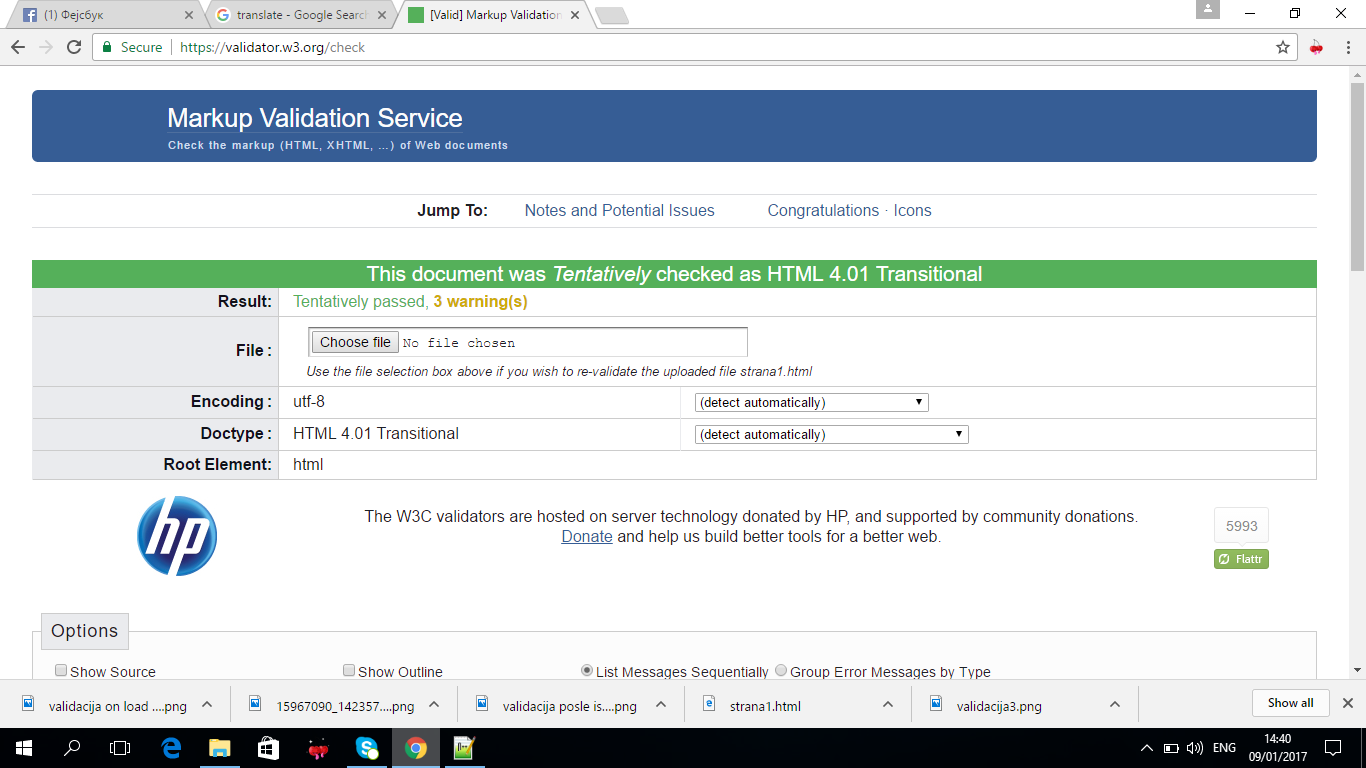 (1) Фејсбук
translate - Google Search
[Valid] Markup Validation
Secure
https://validator.w3.org/check
Markup Validation Service
Check the markup (HTML, XHTML, …) of Web documents
Jump To: Notes and Potential Issues Congratulations · Icons
This document was Tentatively checked as HTML 4.01 Transitional
Result: Tentatively passed, 3 warning(s)
File : Choose file No file chosen
Use the file selection box above if you wish to re-validate the uploaded file strana1.html
Encoding : utf-8 (detect automatically)
Doctype : HTML 4.01 Transitional (detect automatically)
Root Element: html
hp
The W3C validators are hosted on server technology donated by HP, and supported by community donations.
Donate and help us build better tools for a better web.
5993
Flattr
Options
Show Source Show Outline List Messages Sequentially Group Error Messages by Type
validacija on load ....png
15967090_142357....png
validacija posle is....png
strana1.html
validacija3.png
Show all
ENG
14:40
09/01/2017